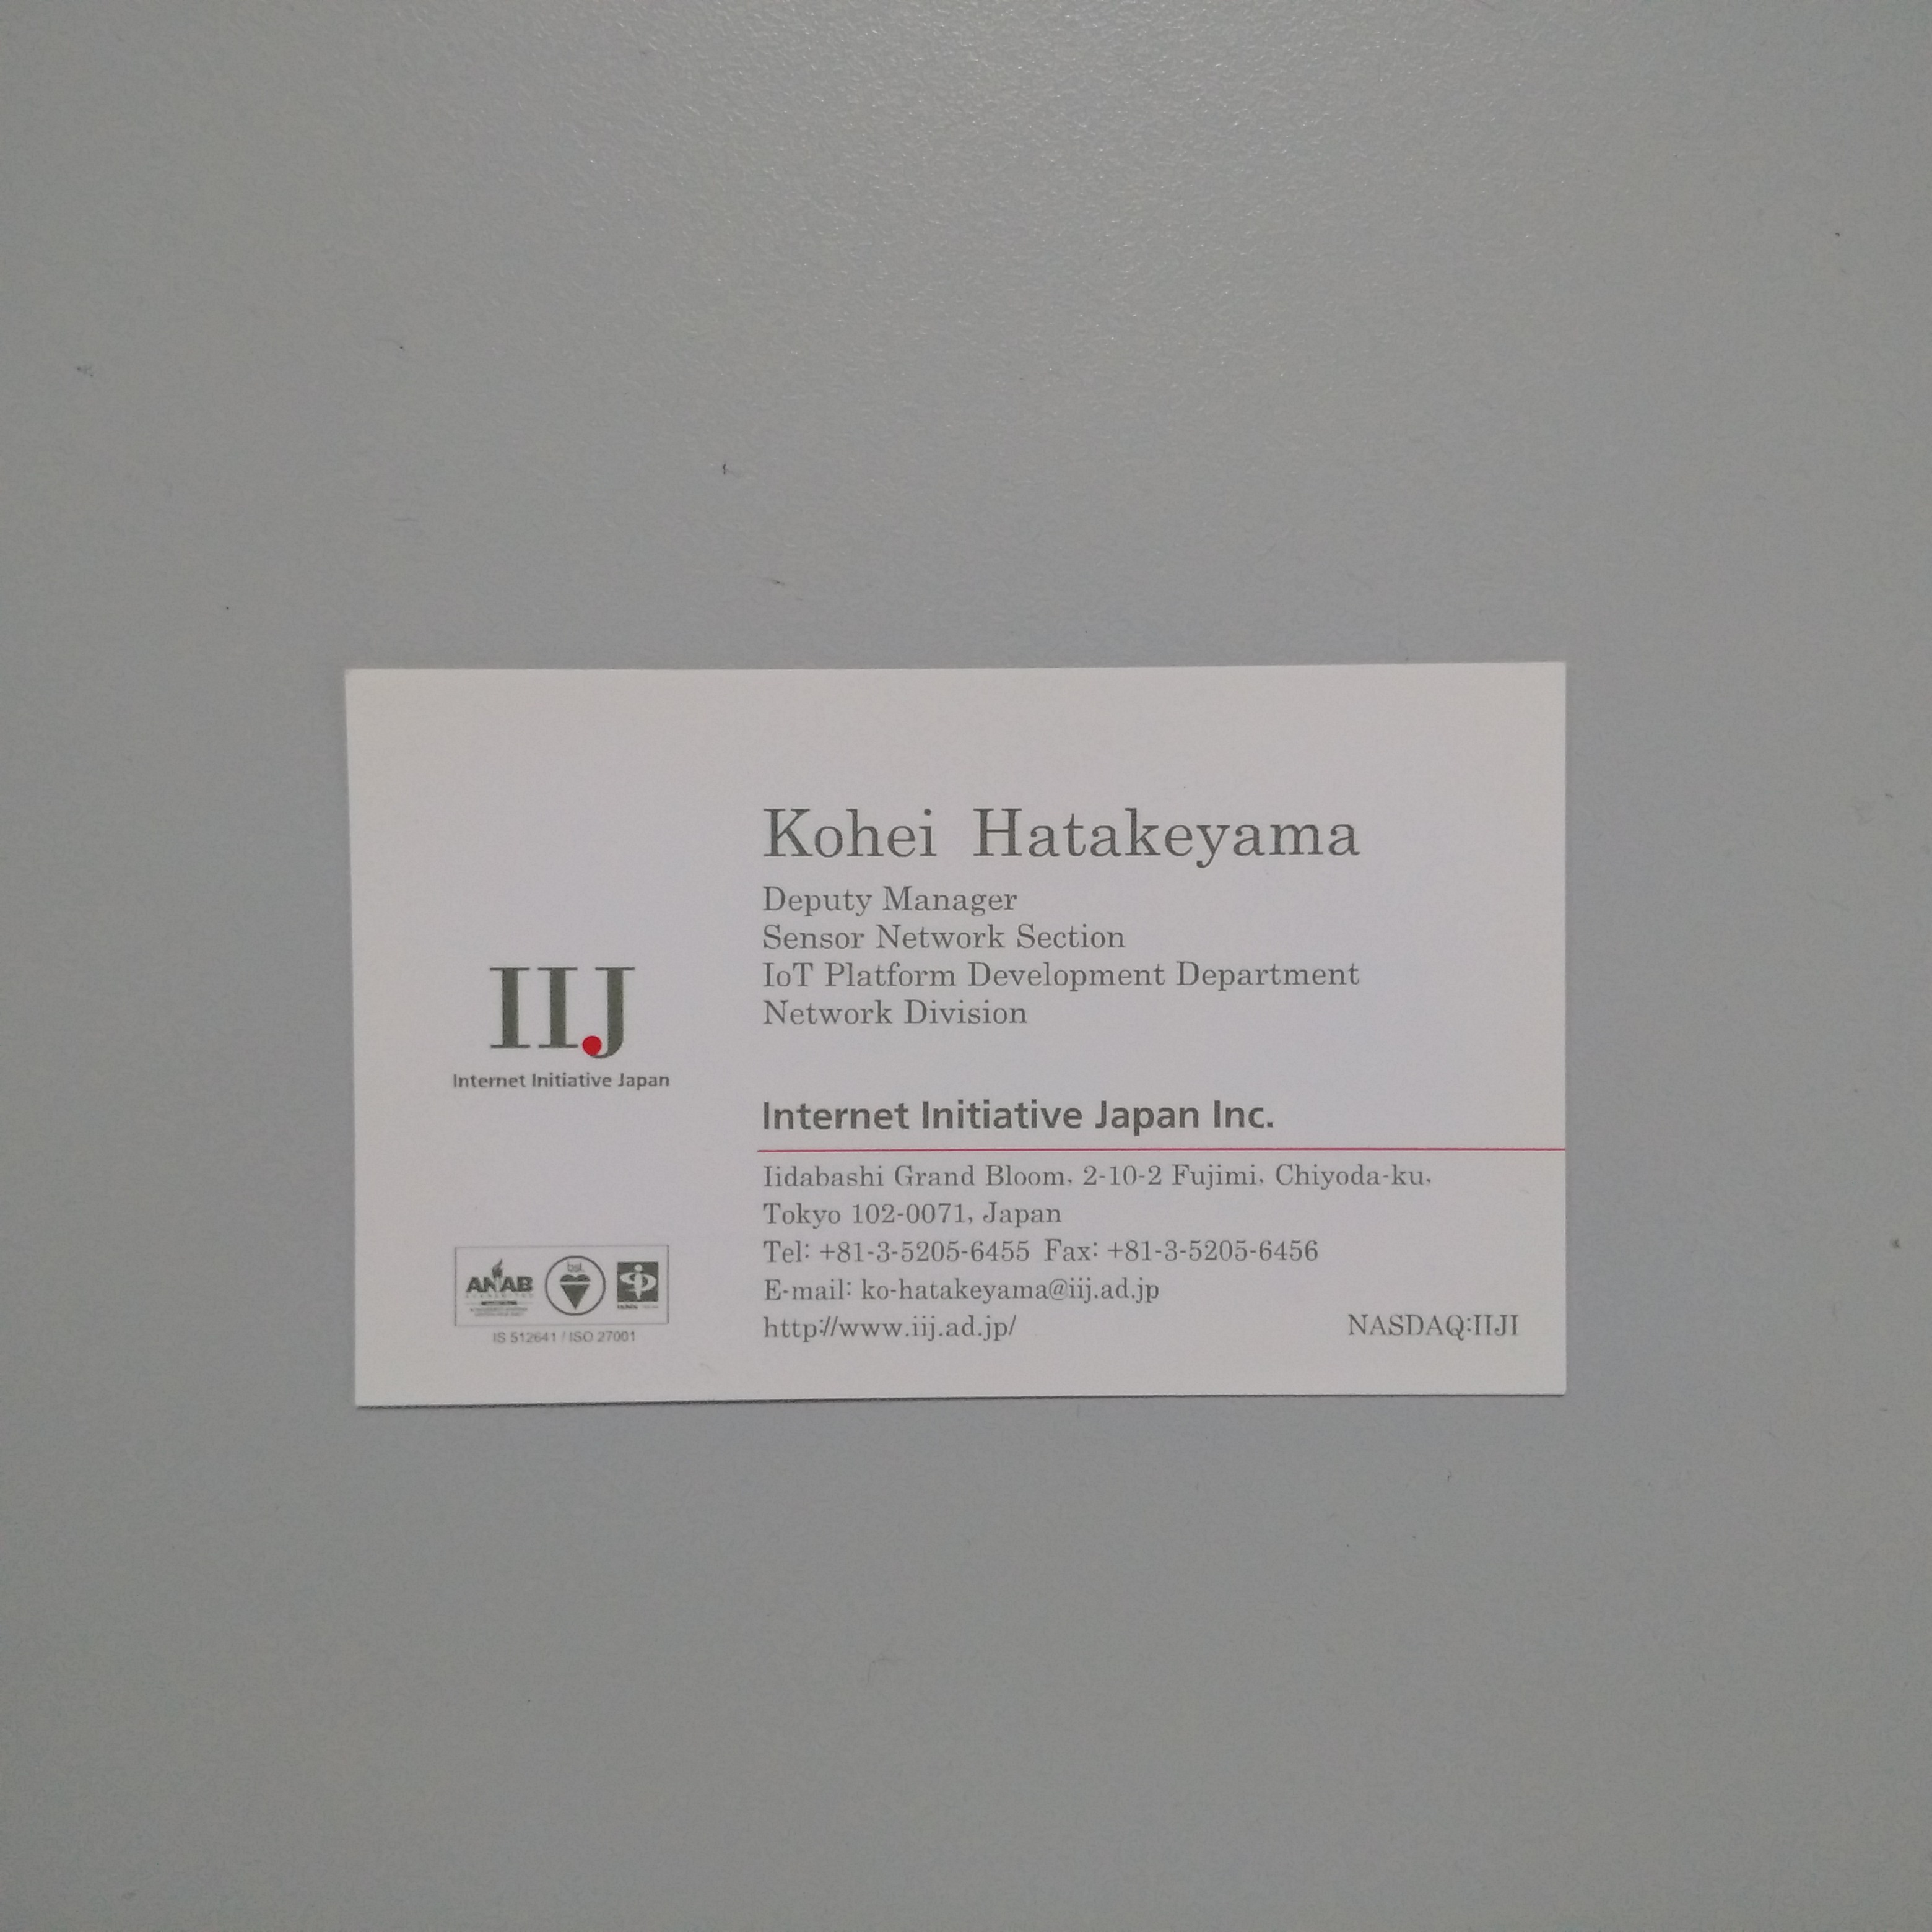 Kohei Hatakeyama
Deputy Manager
Sensor Network Section
IoT Platform Development Department
Network Division
IIJ
Internet Initiative Japan
Internet Initiative Japan Inc.
Iidabashi Grand Bloom, 2-10-2 Fujimi, Chiyoda-ku,
Tokyo 102-0071, Japan
Tel: +81-3-5205-6455 Fax: +81-3-5205-6456
E-mail: ko-hatakeyama@iij.ad.jp
http://www.iij.ad.jp/
NASDAQ:IIJI
ANAB
bsi.
IS 512641 / ISO 27001